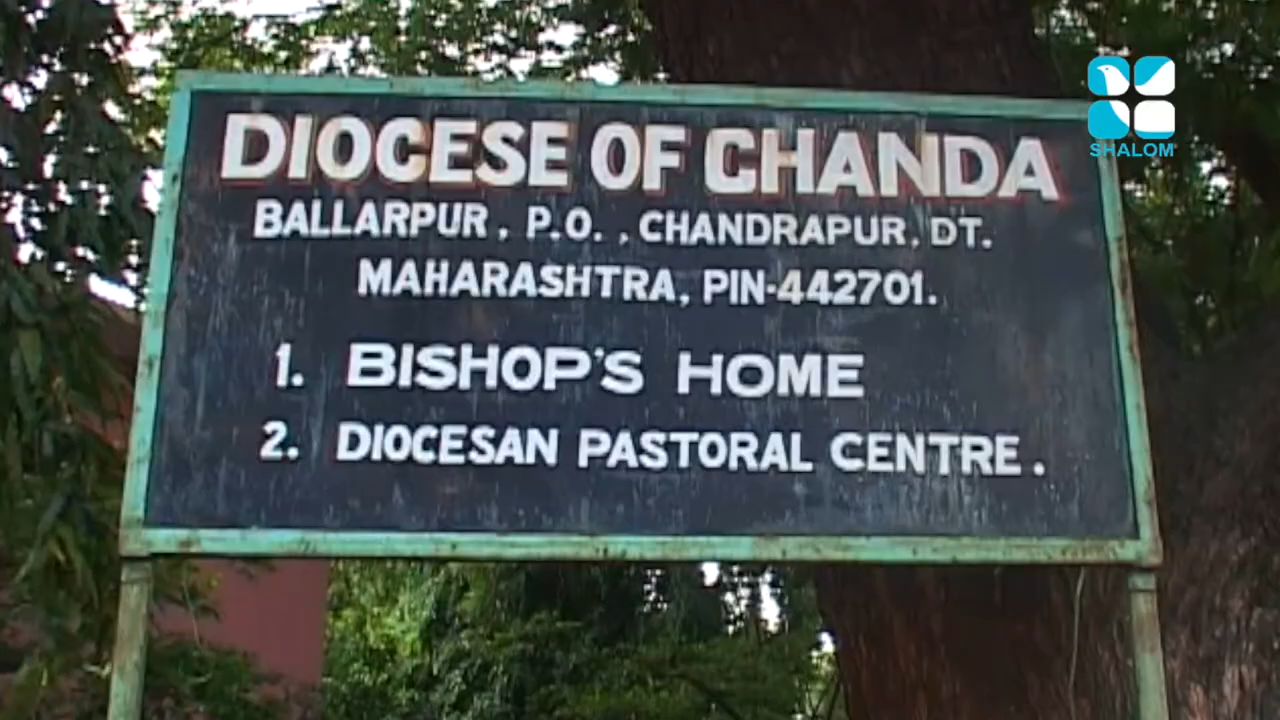 DIOCESE OF CHANDA
BALLARPUR, P.O., CHANDRAPUR, DT.
MAHARASHTRA, PIN-442701.
1. BISHOP'S HOME
2. DIOCESAN PASTORAL CENTRE.
SHALOM